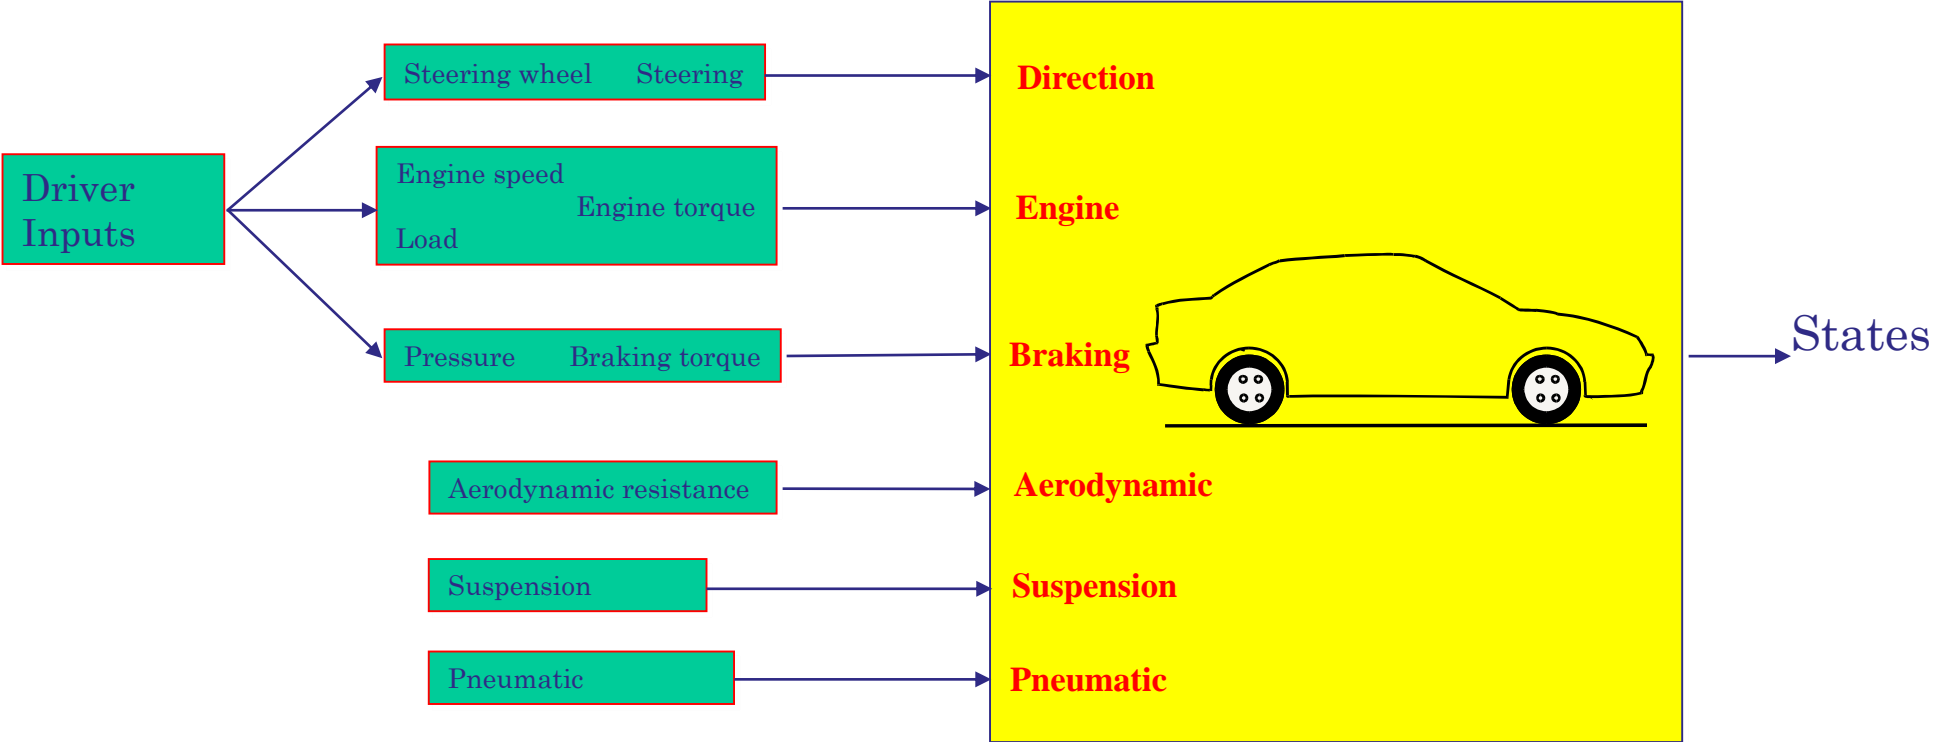 Driver
Inputs
Steering wheel Steering
Engine speed
Engine torque
Load
Pressure Braking torque
Aerodynamic resistance
Suspension
Pneumatic
Direction
Engine
Braking
Aerodynamic
Suspension
Pneumatic
States